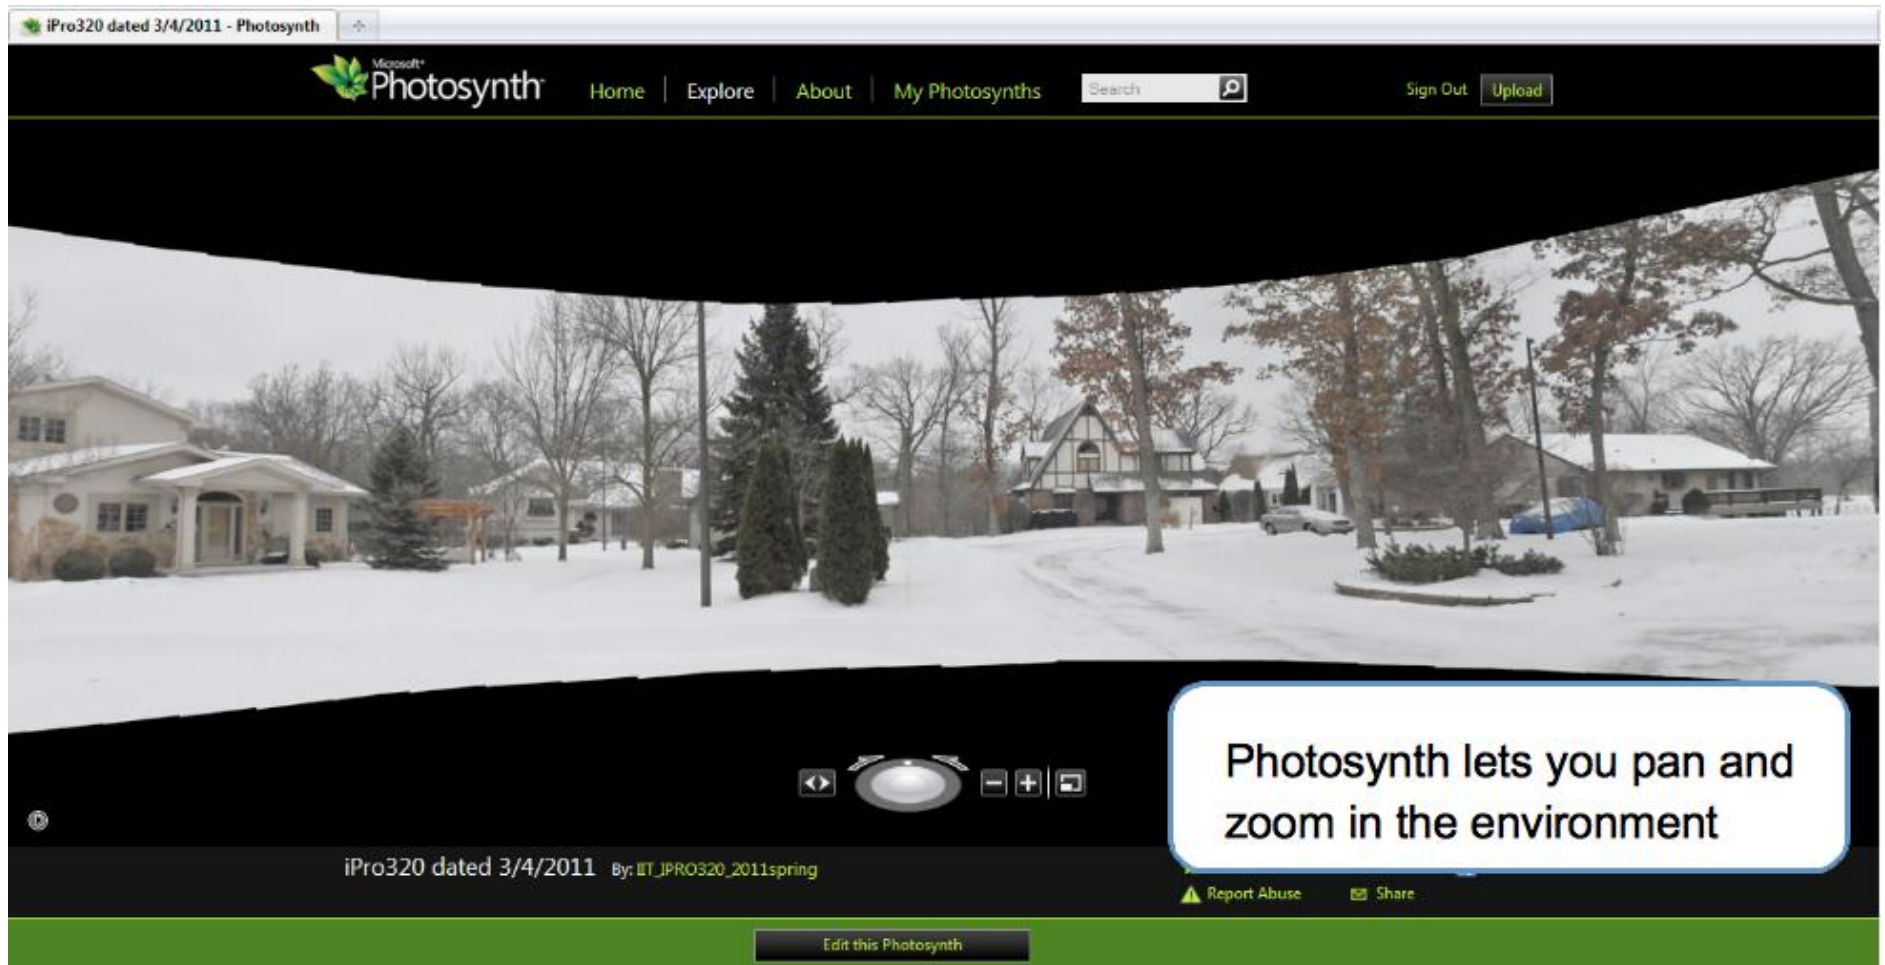 iPro320 dated 3/4/2011 - Photosynth
Microsoft®
Photosynth™
Home Explore About My Photosynths Search Sign Out Upload
Photosynth lets you pan and
zoom in the environment
iPro320 dated 3/4/2011 By: IIT_IPRO320_2011spring
Report Abuse Share
Edit this Photosynth